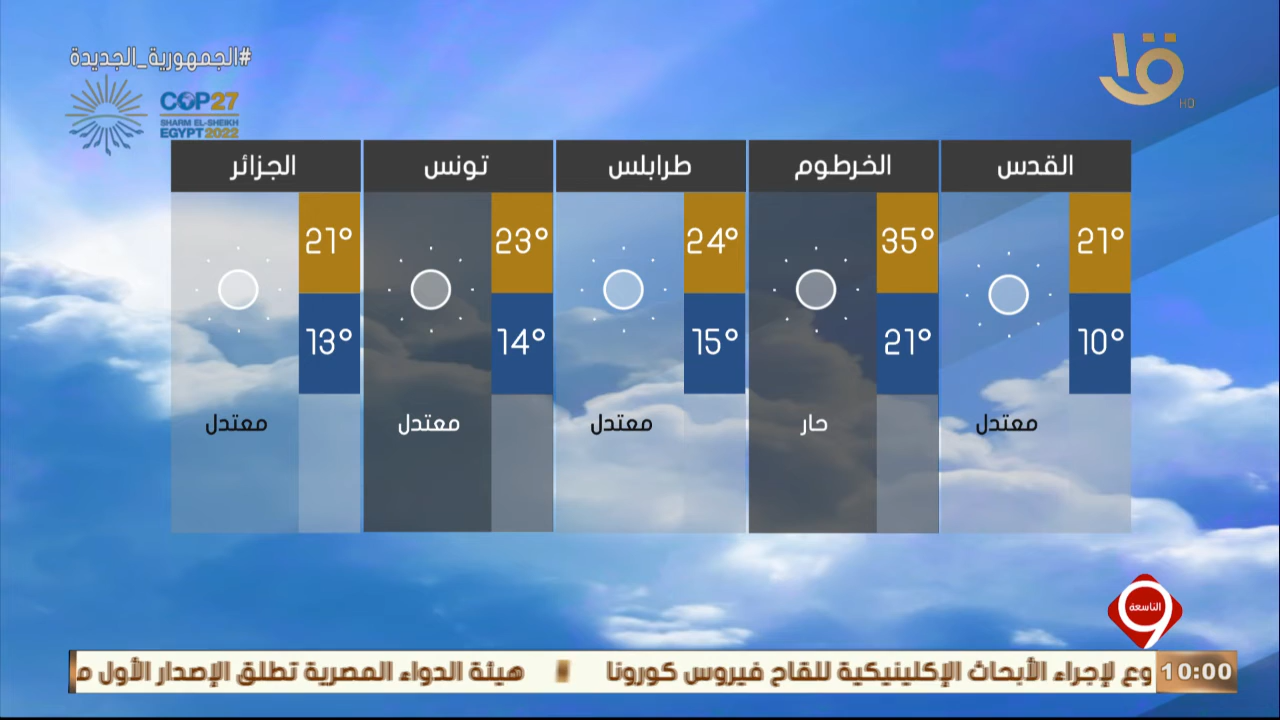 #الجمهورية_الجديدة
COP27
SHARM EL-SHEIKH
EGYPT 2022
HD
القدس
21°
10°
معتدل
الخرطوم
35°
21°
حار
طرابلس
24°
15°
معتدل
تونس
23°
14°
معتدل
الجزائر
21°
13°
معتدل
التاسعة
9
10:00
وع لإجراء الأبحاث الإكلينيكية للقاح فيروس كورونا هيئة الدواء المصرية تطلق الإصدار الأول م